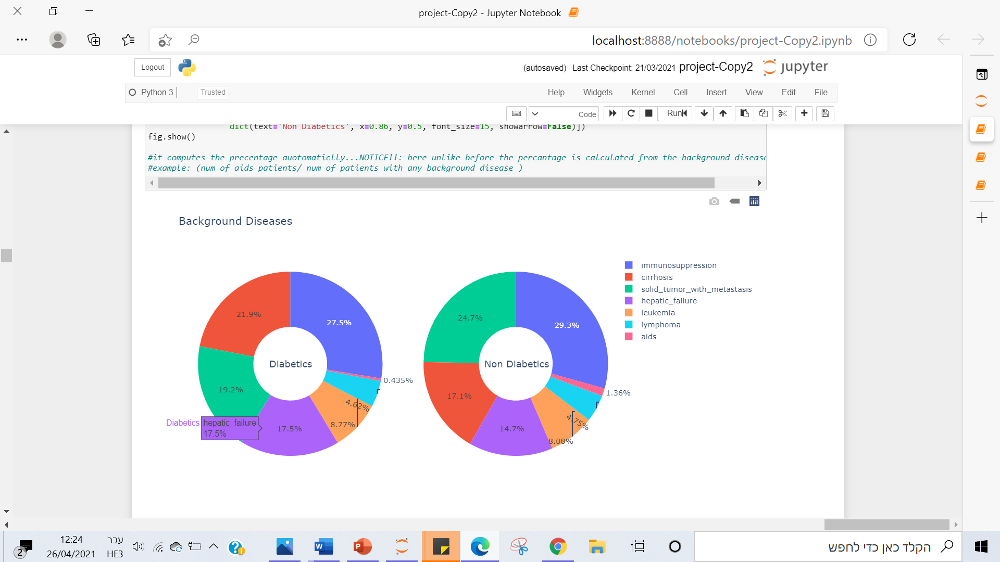 project-Copy2 - Jupyter Notebook
localhost:8888/notebooks/project-Copy2.ipynb
Logout
(autosaved) Last Checkpoint: 21/03/2021 project-Copy2 jupyter
Python 3 Trusted Help Widgets Kernel Cell Insert View Edit File
Code Run
dict(text='Non Diabetics', x=0.86, y=0.5, font_size=15, showarrow=False)])
fig.show()
#it computes the precentage auotomaticlly...NOTICE!!: here unlike before the percantage is calculated from the background disease
#example: (num of aids patients/ num of patients with any background disease )
Background Diseases
immunosuppression
cirrhosis
solid_tumor_with_metastasis
hepatic_failure
leukemia
lymphoma
aids
Diabetics
27.5%
21.9%
19.2%
17.5%
8.77%
4.62%
0.435%
Diabetics hepatic_failure
17.5%
Non Diabetics
29.3%
24.7%
17.1%
14.7%
8.08%
4.75%
1.36%
2
12:24
26/04/2021
עבר
HE3
הקלד כאן כדי לחפש